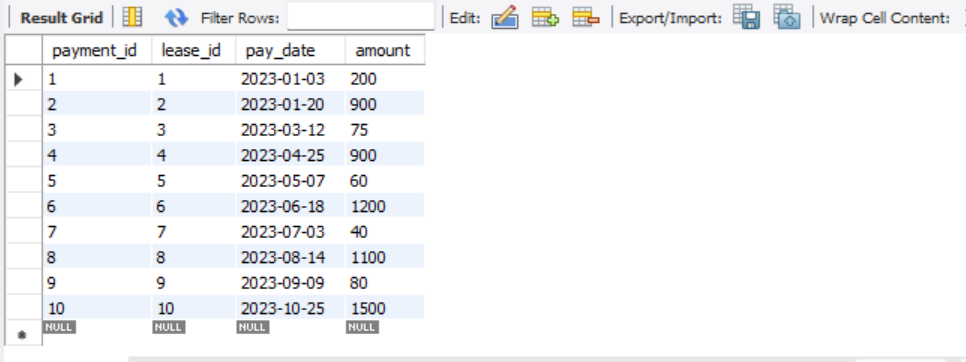 Result Grid Filter Rows: Edit: Export/Import: Wrap Cell Content:
payment_id lease_id pay_date amount
1 1 2023-01-03 200
2 2 2023-01-20 900
3 3 2023-03-12 75
4 4 2023-04-25 900
5 5 2023-05-07 60
6 6 2023-06-18 1200
7 7 2023-07-03 40
8 8 2023-08-14 1100
9 9 2023-09-09 80
10 10 2023-10-25 1500
NULL NULL NULL NULL